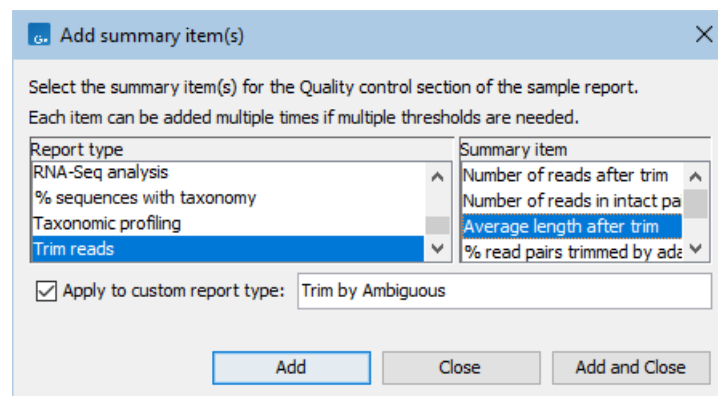 G.
Add summary item(s)
Select the summary item(s) for the Quality control section of the sample report.
Each item can be added multiple times if multiple thresholds are needed.
Report type
Summary item
RNA-Seq analysis
% sequences with taxonomy
Taxonomic profiling
Trim reads
Number of reads after trim
Number of reads in intact pa
Average length after trim
% read pairs trimmed by ada
Apply to custom report type: Trim by Ambiguous
Add Close Add and Close